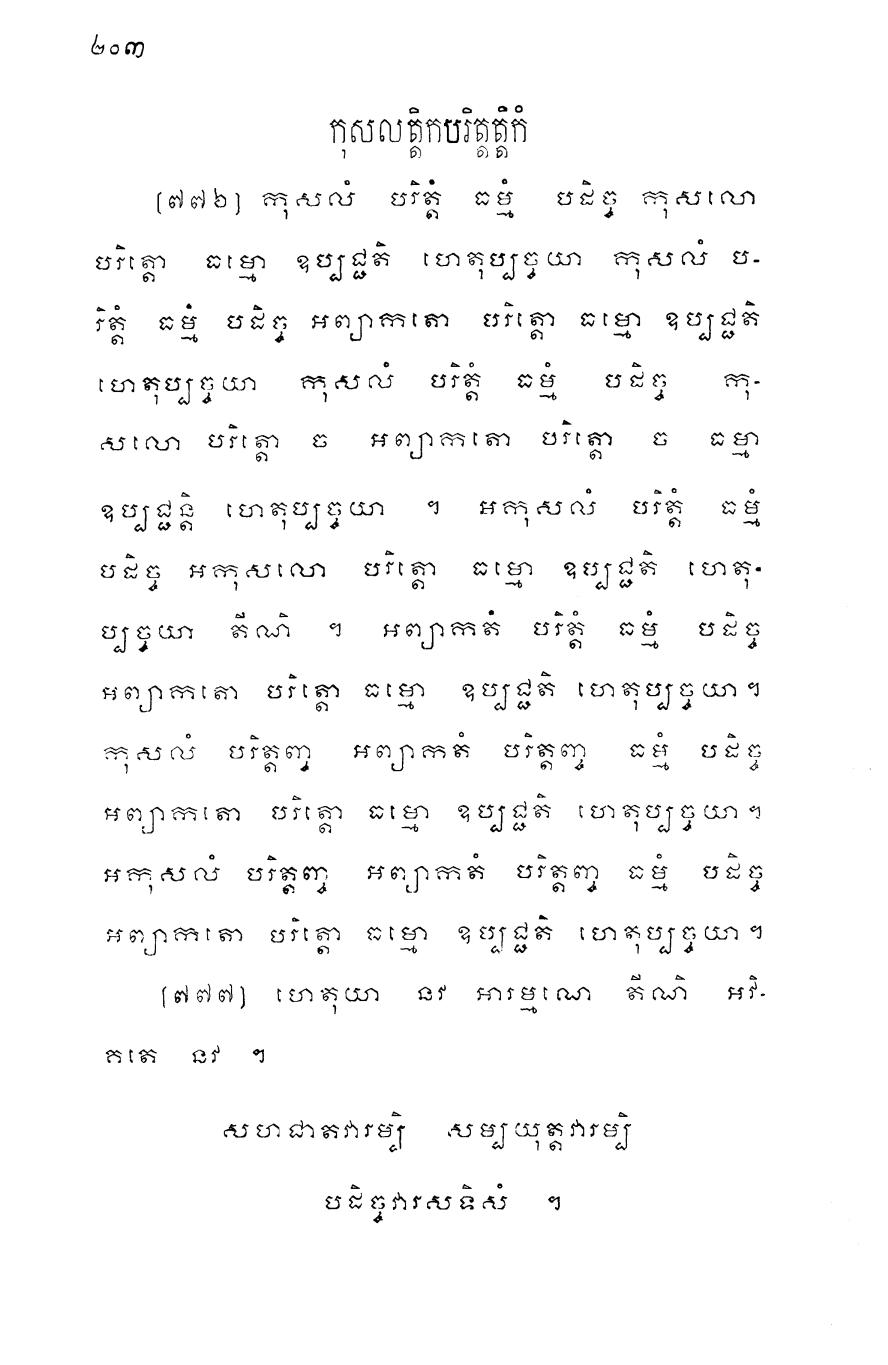 ២០៣
កុសលត្តិកបរិត្តត្តិកំ
(៧៧៦) កុសលំ បរិត្តំ ធម្មំ បដិច្ច កុសលោ
បរិត្តោ ធម្មោ ឧប្បជ្ជតិ ហេតុប្បច្ចយា កុសលំ ប-
រិត្តំ ធម្មំ បដិច្ច អព្យាកតោ បរិត្តោ ធម្មោ ឧប្បជ្ជតិ
ហេតុប្បច្ចយា កុសលំ បរិត្តំ ធម្មំ បដិច្ច កុ-
សលោ បរិត្តោ ច អព្យាកតោ បរិត្តោ ច ធម្មា
ឧប្បជ្ជន្តិ ហេតុប្បច្ចយា ។ អកុសលំ បរិត្តំ ធម្មំ
បដិច្ច អកុសលោ បរិត្តោ ធម្មោ ឧប្បជ្ជតិ ហេតុ-
ប្បច្ចយា តីណិ ។ អព្យាកតំ បរិត្តំ ធម្មំ បដិច្ច
អព្យាកតោ បរិត្តោ ធម្មោ ឧប្បជ្ជតិ ហេតុប្បច្ចយា ។
កុសលំ បរិត្តញ្ច អព្យាកតំ បរិត្តញ្ច ធម្មំ បដិច្ច
អព្យាកតោ បរិត្តោ ធម្មោ ឧប្បជ្ជតិ ហេតុប្បច្ចយា ។
អកុសលំ បរិត្តញ្ច អព្យាកតំ បរិត្តញ្ច ធម្មំ បដិច្ច
អព្យាកតោ បរិត្តោ ធម្មោ ឧប្បជ្ជតិ ហេតុប្បច្ចយា ។
(៧៧៧) ហេតុយា នវ អារម្មណេ តីណិ អវិ-
គតេ នវ ។
សហជាតវារម្បិ សម្បយុត្តវារម្បិ
បដិច្ចវារសទិសំ ។